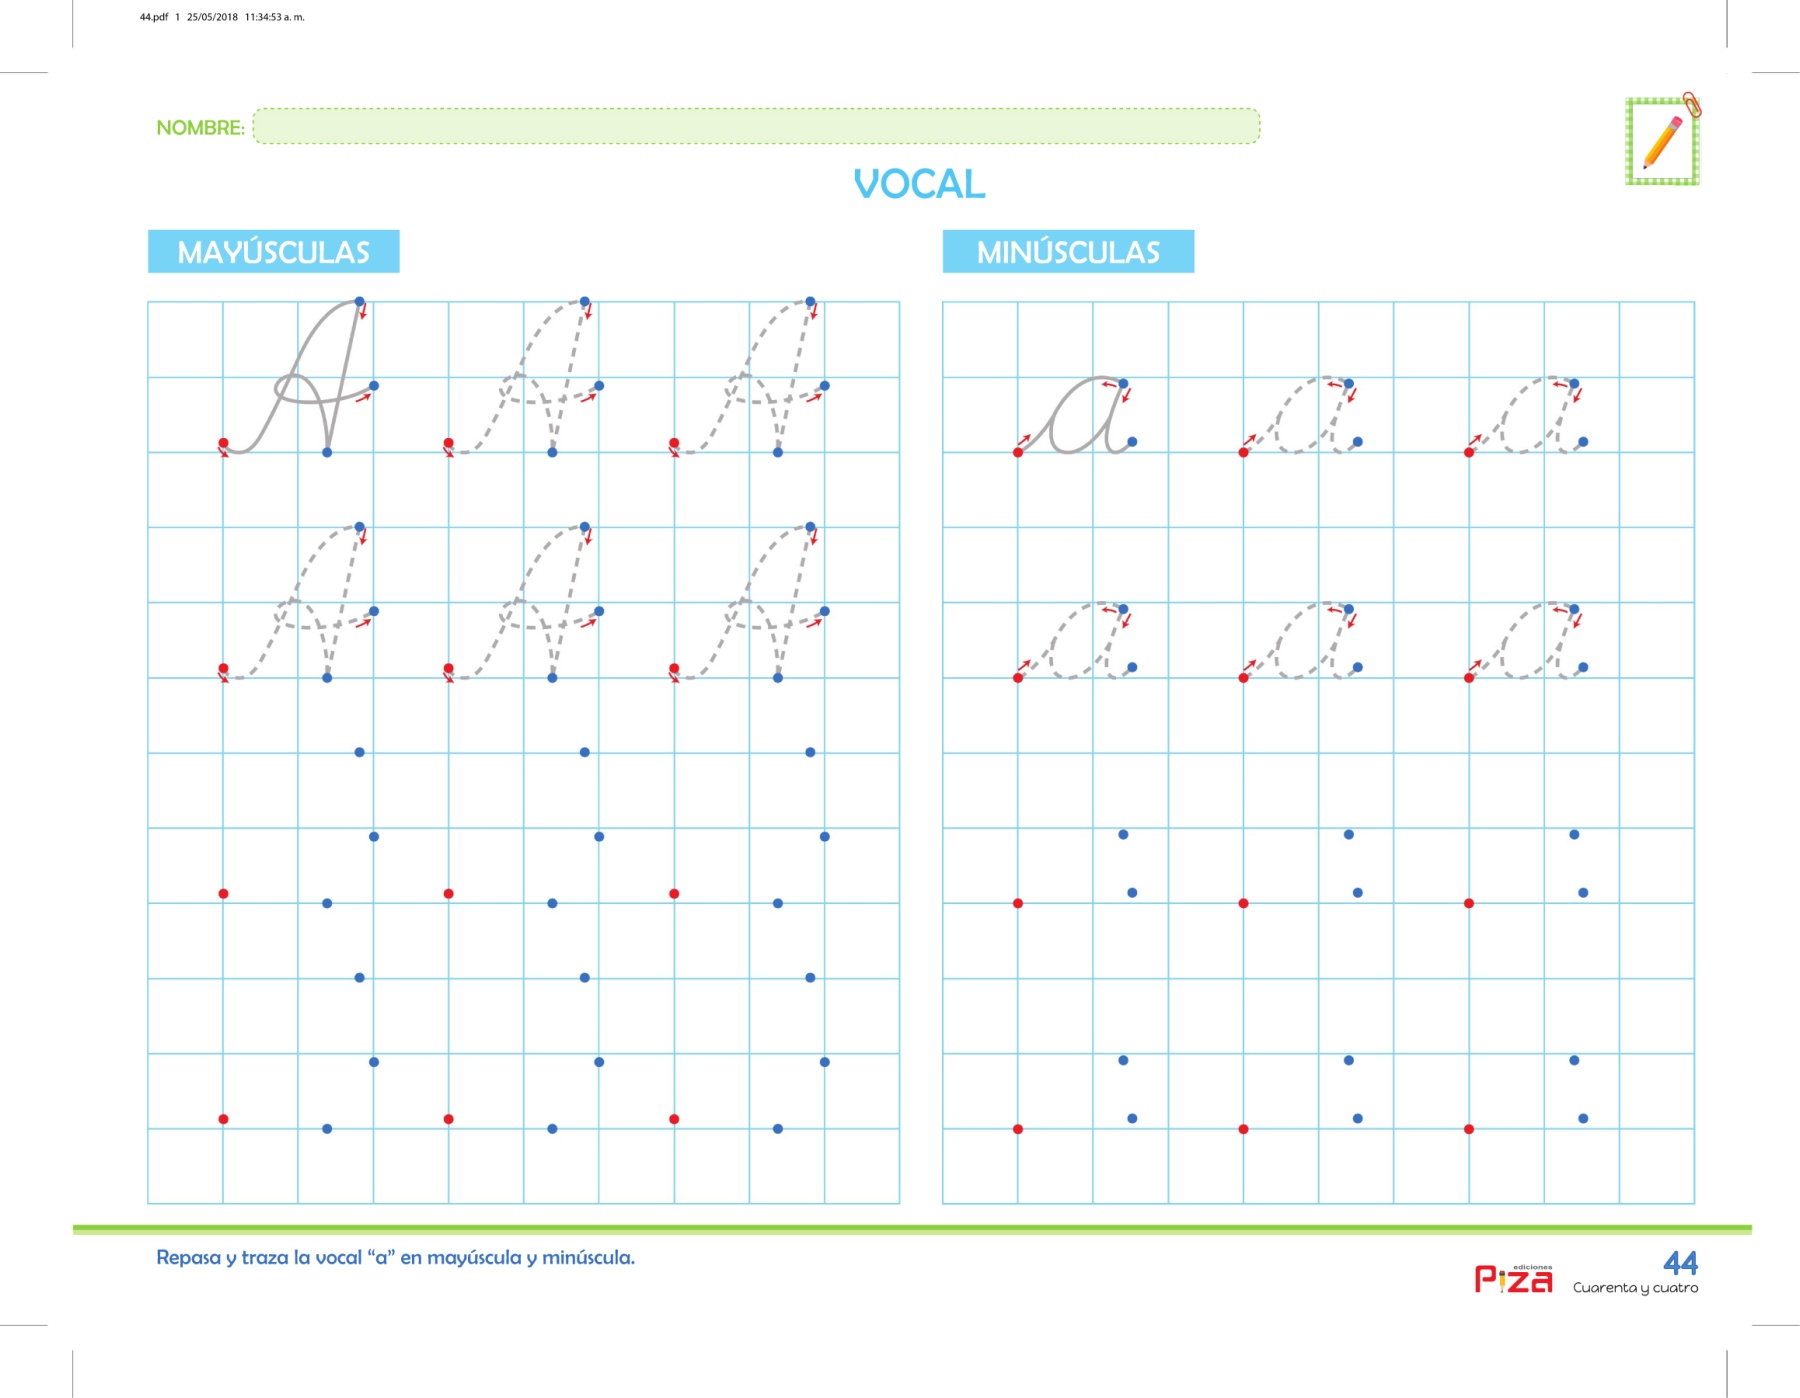 44.pdf 1 25/05/2018 11:34:53 a. m.
NOMBRE:
VOCAL
MAYÚSCULAS
MINÚSCULAS
A A A
a a a
A A A
a a a
Repasa y traza la vocal “a” en mayúscula y minúscula.
ediciones
Piza
44
Cuarenta y cuatro